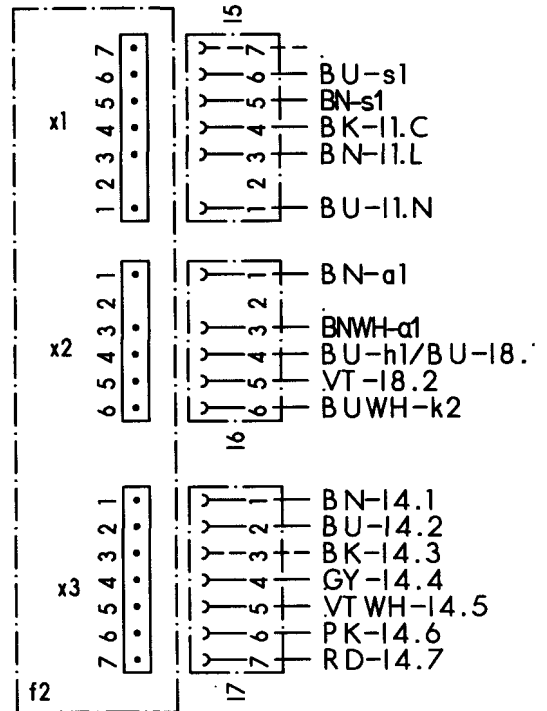 15
7 7
6 6 BU-s1
5 5 BN-s1
x1 4 4 BK-11.C
3 3 BN-11.L
2 2
1 1 BU-11.N
1 1 BN-a1
2 2
3 3 BNWH-a1
x2 4 4 BU-h1/BU-18.
5 5 VT-18.2
6 6 BUWH-k2
16
1 1 BN-14.1
2 2 BU-14.2
3 3 BK-14.3
x3 4 4 GY-14.4
5 5 VTWH-14.5
6 6 PK-14.6
7 7 RD-14.7
f2 17